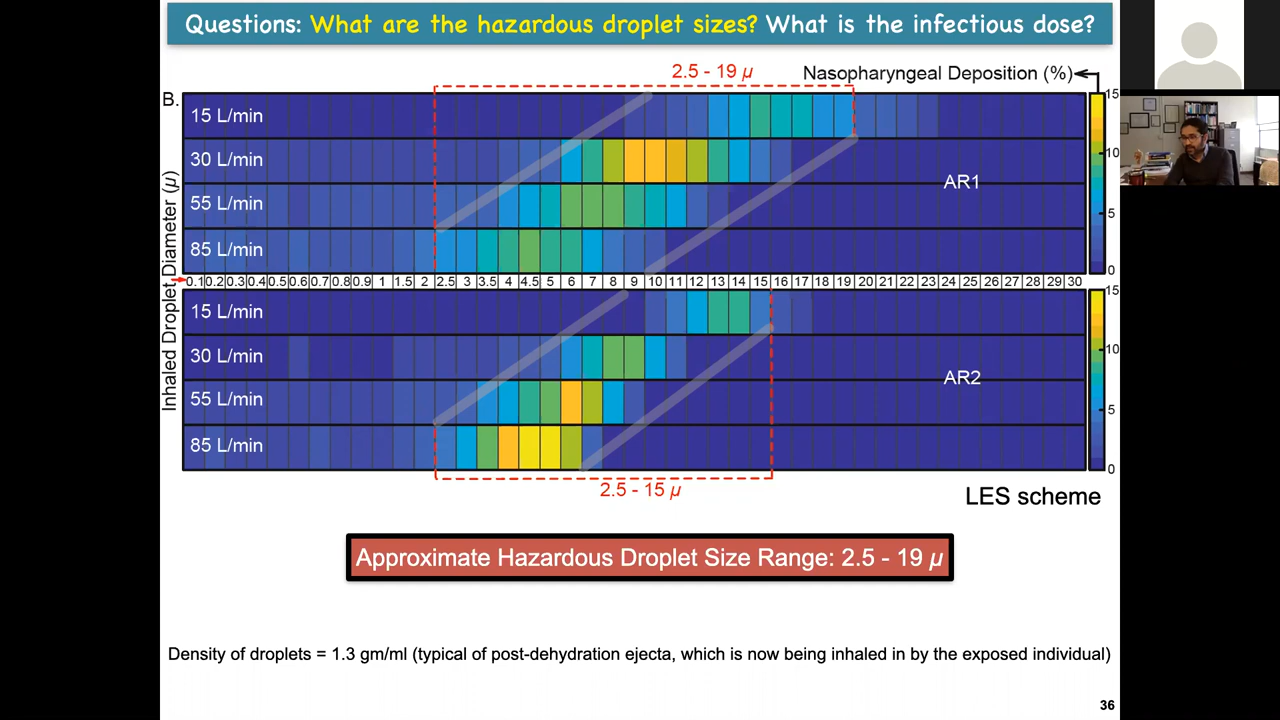 Questions: What are the hazardous droplet sizes? What is the infectious dose?
2.5 - 19 μ
Nasopharyngeal Deposition (%)
B.
15 L/min
30 L/min
55 L/min
85 L/min
AR1
15
10
5
0
Inhaled Droplet Diameter (μ)
0.1 0.2 0.3 0.4 0.5 0.6 0.7 0.8 0.9 1 1.5 2 2.5 3 3.5 4 4.5 5 6 7 8 9 10 11 12 13 14 15 16 17 18 19 20 21 22 23 24 25 26 27 28 29 30
15 L/min
30 L/min
55 L/min
85 L/min
AR2
15
10
5
0
2.5 - 15 μ
LES scheme
Approximate Hazardous Droplet Size Range: 2.5 - 19 μ
Density of droplets = 1.3 gm/ml (typical of post-dehydration ejecta, which is now being inhaled in by the exposed individual)
36